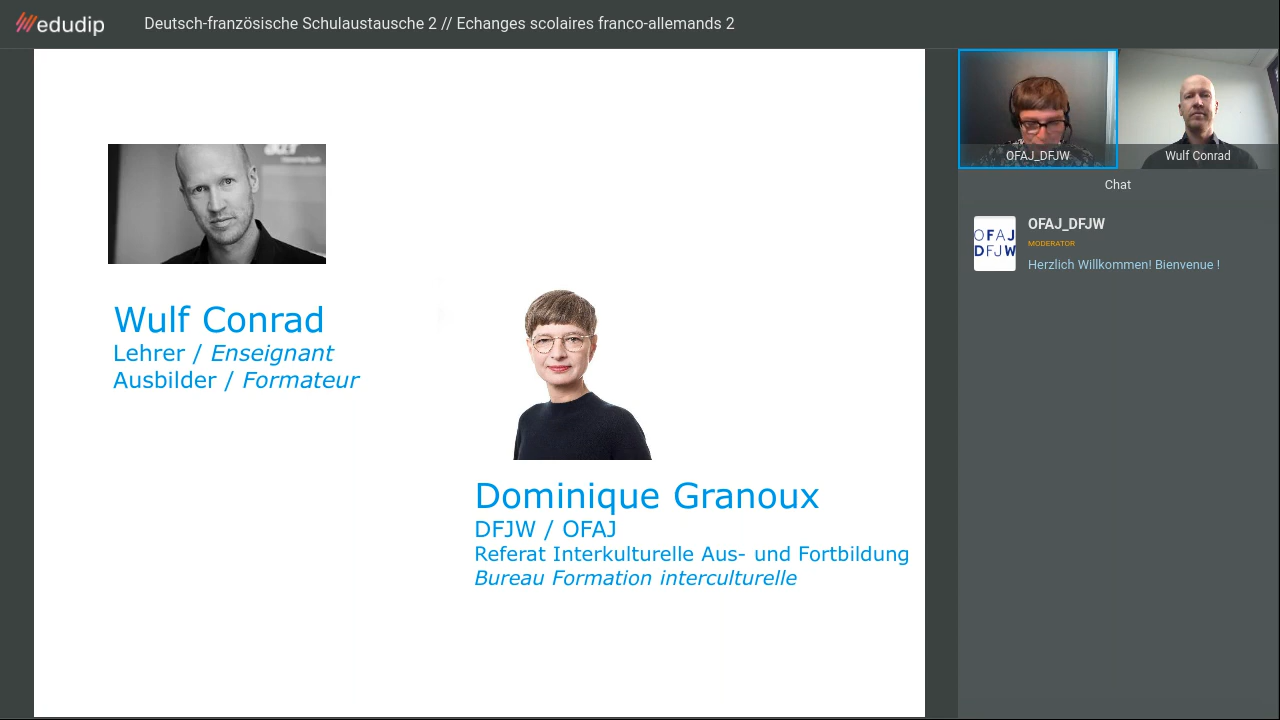 edudip
Deutsch-französische Schulaustausche 2 // Echanges scolaires franco-allemands 2
OFAJ_DFJW
Wulf Conrad
Chat
OFAJ
DFJW
OFAJ_DFJW
MODERATOR
Herzlich Willkommen! Bienvenue !
Wulf Conrad
Lehrer / Enseignant
Ausbilder / Formateur
Dominique Granoux
DFJW / OFAJ
Referat Interkulturelle Aus- und Fortbildung
Bureau Formation interculturelle